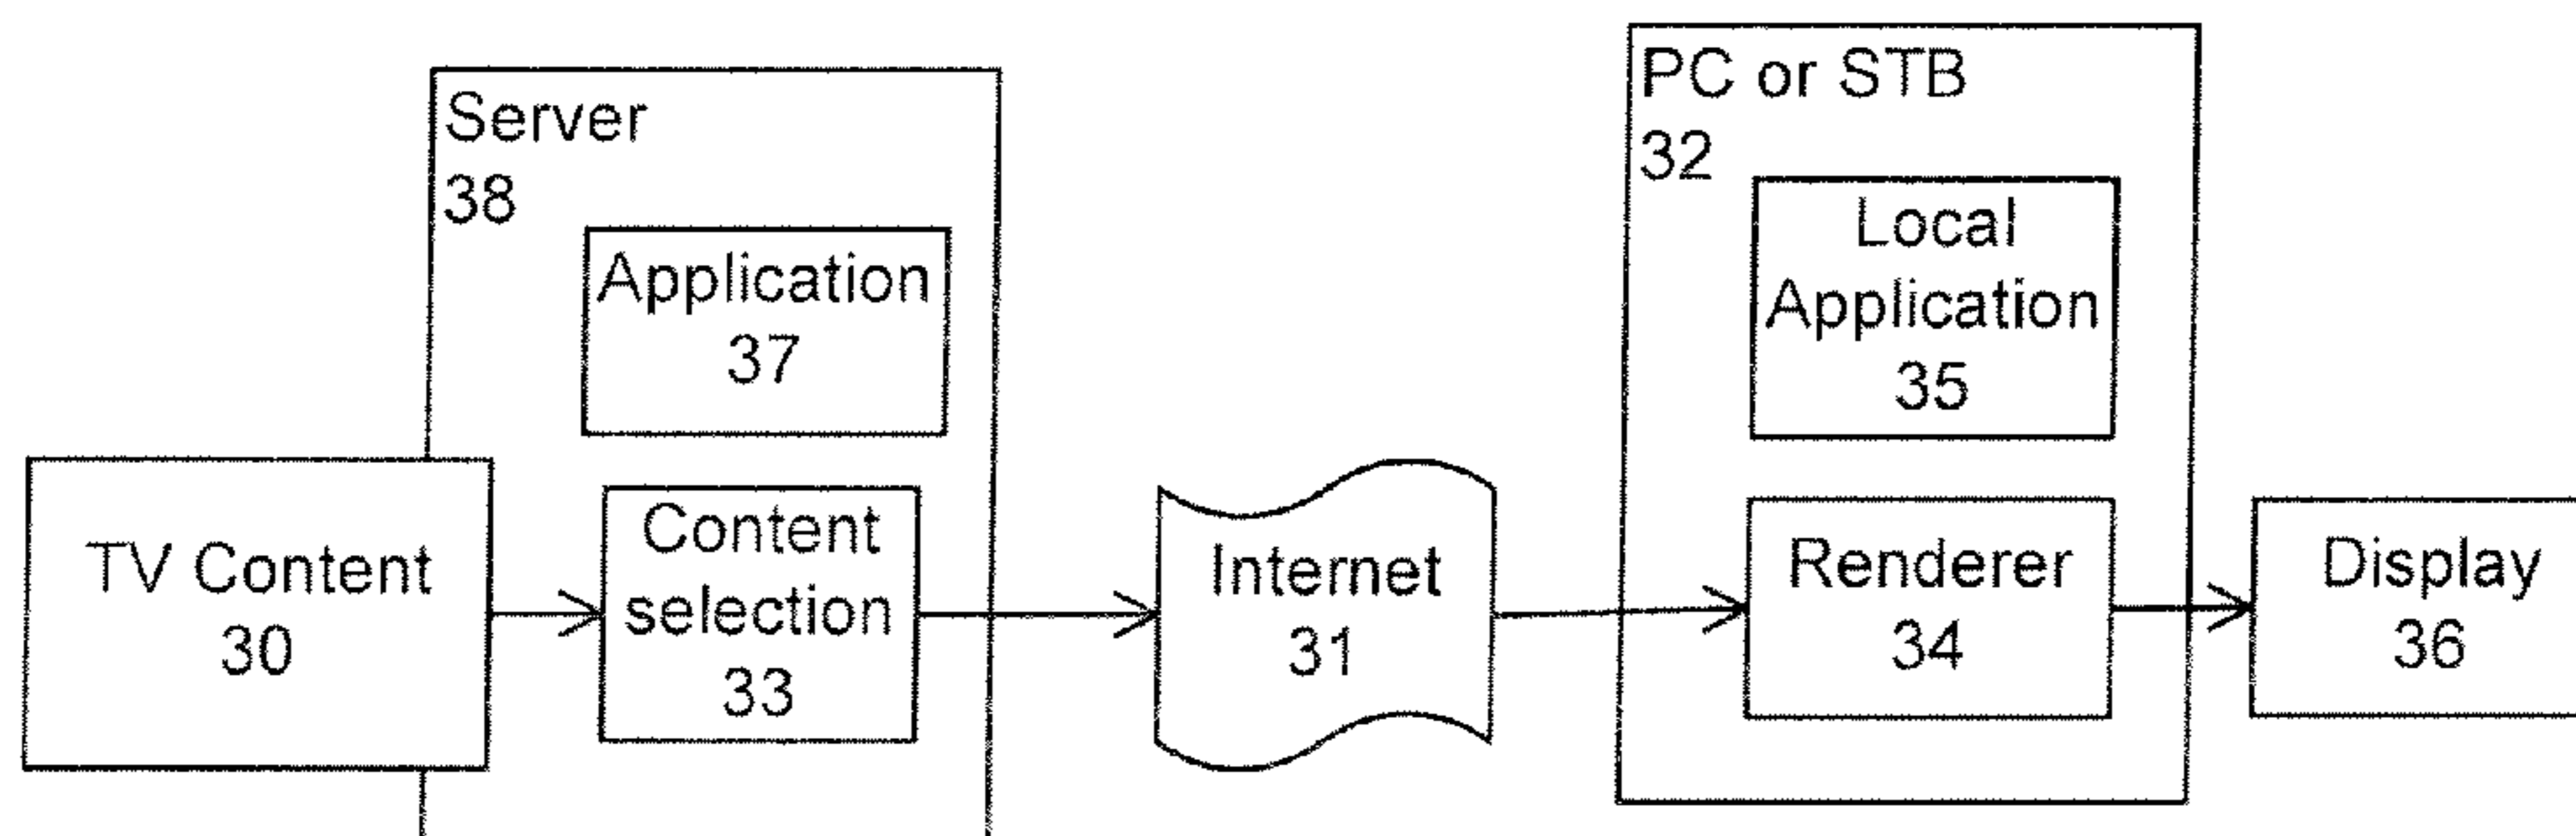 Server
38
Application
37
TV Content
30
Content
selection
33
Internet
31
PC or STB
32
Local
Application
35
Renderer
34
Display
36